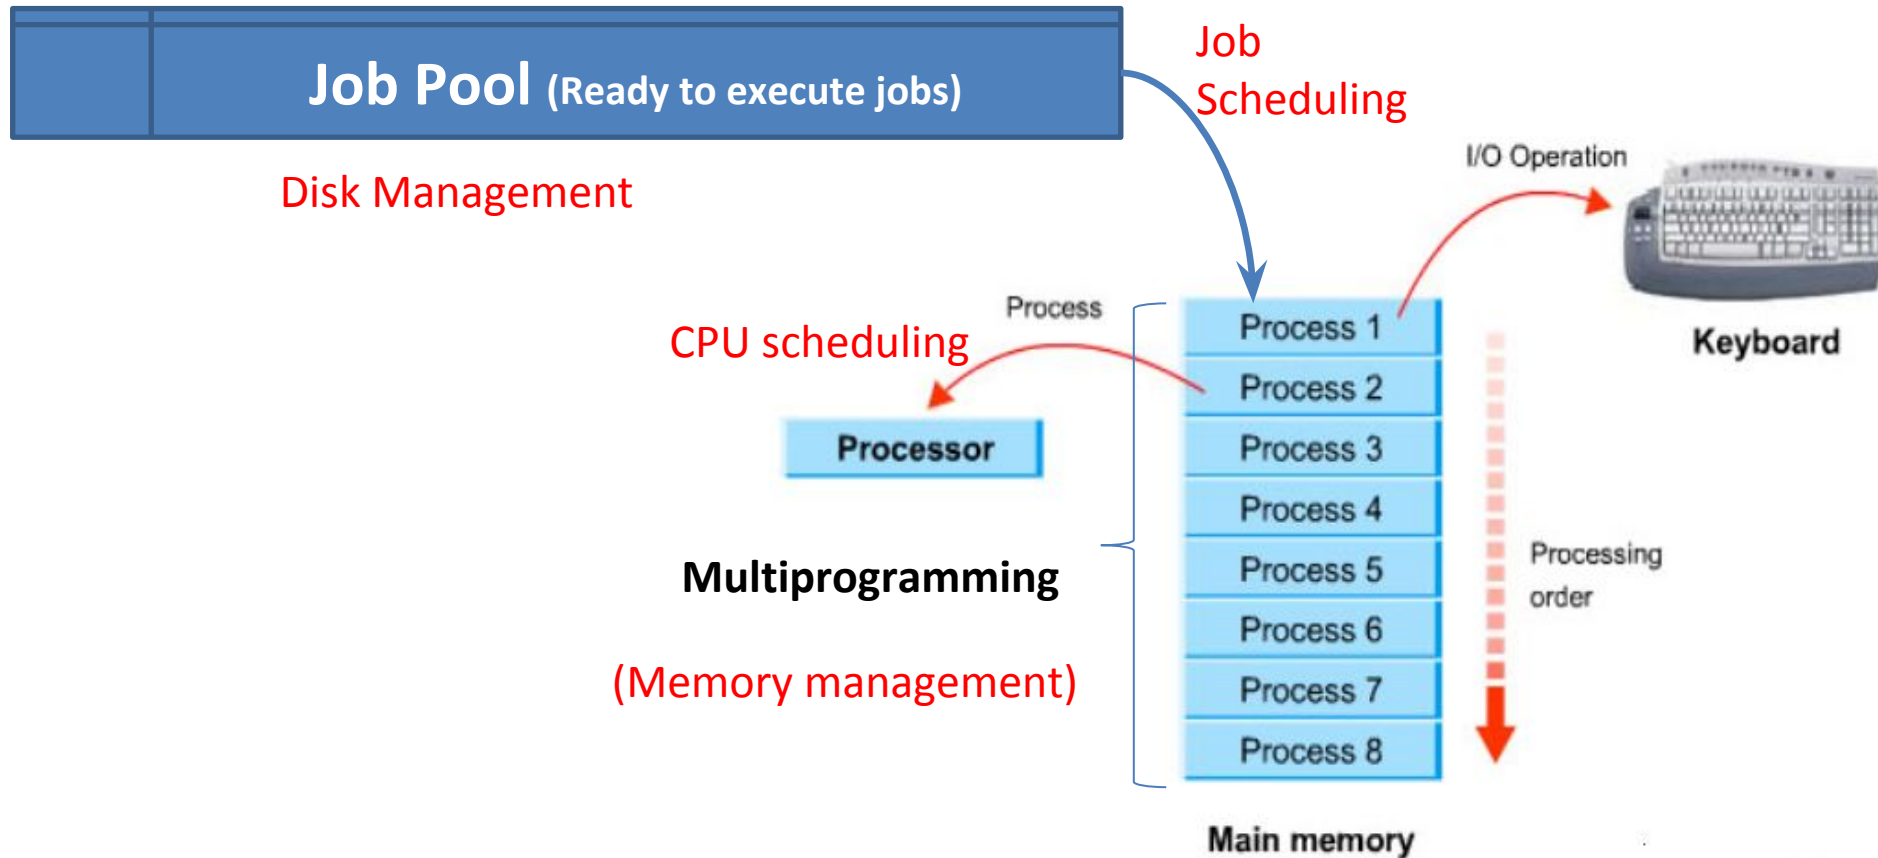 Job Pool (Ready to execute jobs)
Job
Scheduling
Disk Management
I/O Operation
Keyboard
Process
CPU scheduling
Processor
Process 1
Process 2
Process 3
Process 4
Process 5
Process 6
Process 7
Process 8
Processing
order
Multiprogramming
(Memory management)
Main memory